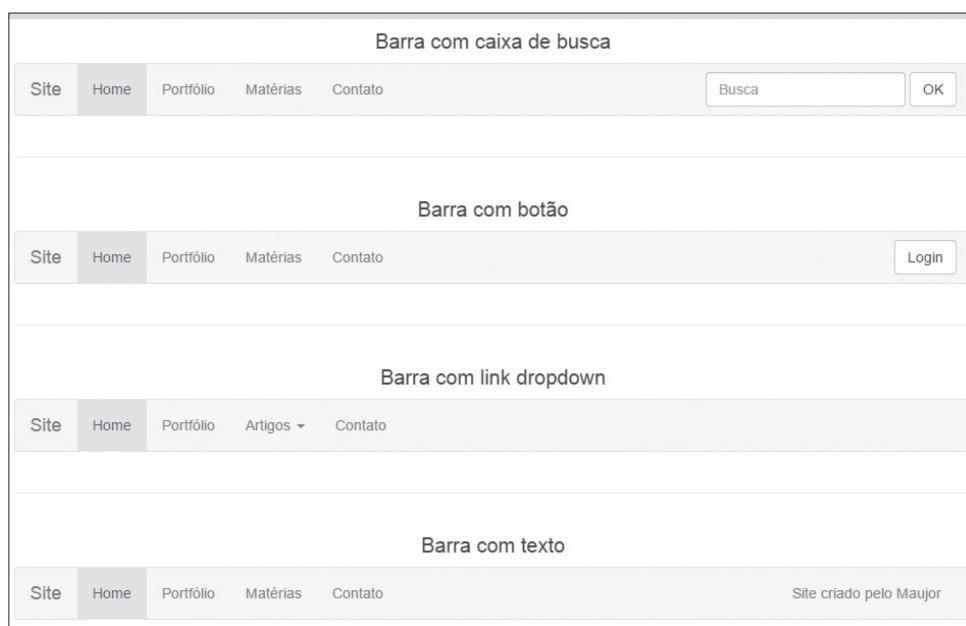 Barra com caixa de busca
Site Home Portfólio Matérias Contato Busca OK
Barra com botão
Site Home Portfólio Matérias Contato Login
Barra com link dropdown
Site Home Portfólio Artigos Contato
Barra com texto
Site Home Portfólio Matérias Contato Site criado pelo Maujor